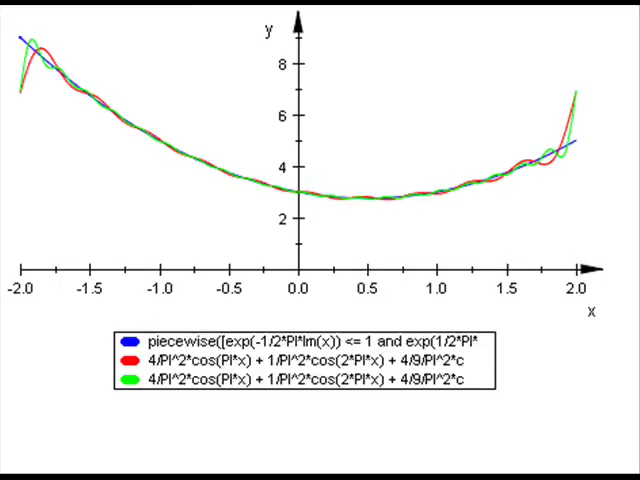 y
8
6
4
2
-2.0 -1.5 -1.0 -0.5 0.0 0.5 1.0 1.5 2.0
x
piecewise([exp(-1/2*PI*Im(x)) <= 1 and exp(1/2*PI*
4/PI^2*cos(PI*x) + 1/PI^2*cos(2*PI*x) + 4/9/PI^2*c
4/PI^2*cos(PI*x) + 1/PI^2*cos(2*PI*x) + 4/9/PI^2*c